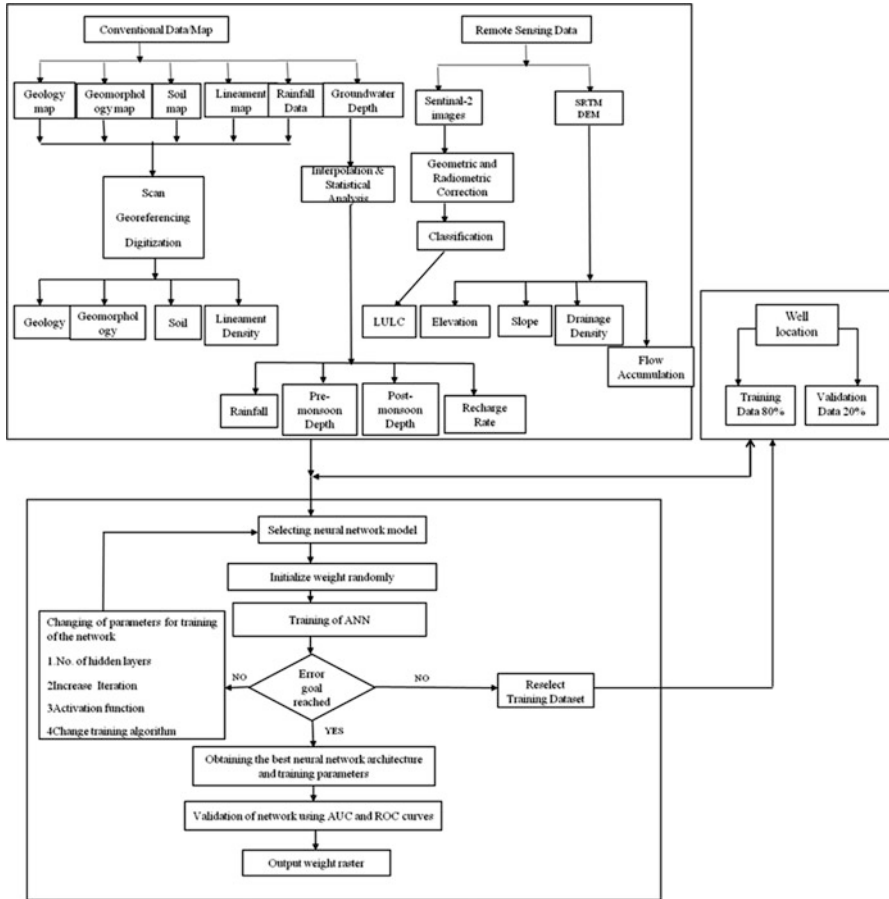 Conventional Data/Map
Remote Sensing Data
Geology
map
Geomorphol
ogy map
Soil
map
Lineament
map
Rainfall
Data
Groundwater
Depth
Sentinal-2
images
SRTM
DEM
Interpolation &
Statistical
Analysis
Geometric and
Radiometric
Correction
Scan
Georeferencing
Digitization
Classification
Geology
Geomorphol
ogy
Soil
Lineament
Density
LULC
Elevation
Slope
Drainage
Density
Flow
Accumulation
Rainfall
Pre-
monsoon
Depth
Post-
monsoon
Depth
Recharge
Rate
Well
location
Training
Data 80%
Validation
Data 20%
Selecting neural network model
Initialize weight randomly
Training of ANN
Changing of parameters for training
of the network
1.No. of hidden layers
2Increase Iteration
3Activation function
4Change training algorithm
NO
Error
goal
reached
NO
Reselect
Training Dataset
YES
Obtaining the best neural network architecture
and training parameters
Validation of network using AUC and ROC curves
Output weight raster